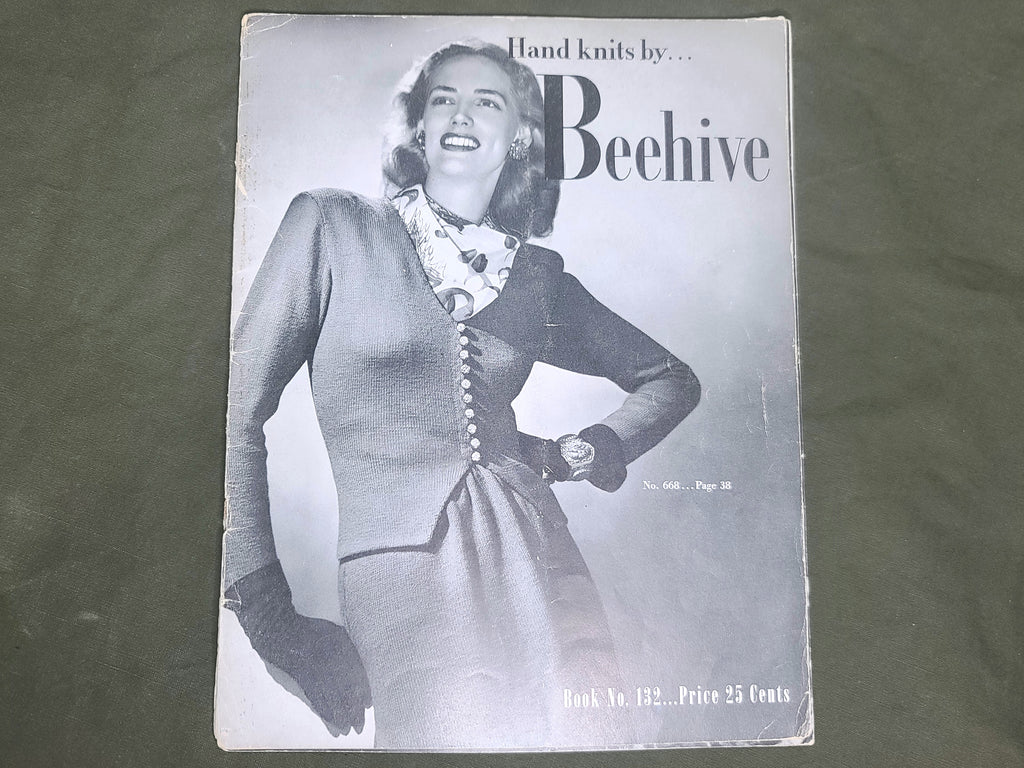 Hand knits by...
Beehive
No. 668...Page 38
Book No. 132...Price 25 Cents